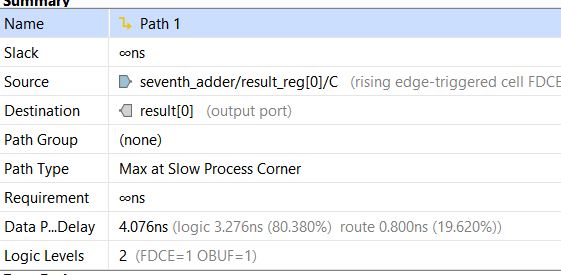 Summary
Name Path 1
Slack ∞ns
Source seventh_adder/result_reg[0]/C (rising edge-triggered cell FDCE
Destination result[0] (output port)
Path Group (none)
Path Type Max at Slow Process Corner
Requirement ∞ns
Data P...Delay 4.076ns (logic 3.276ns (80.380%) route 0.800ns (19.620%))
Logic Levels 2 (FDCE=1 OBUF=1)